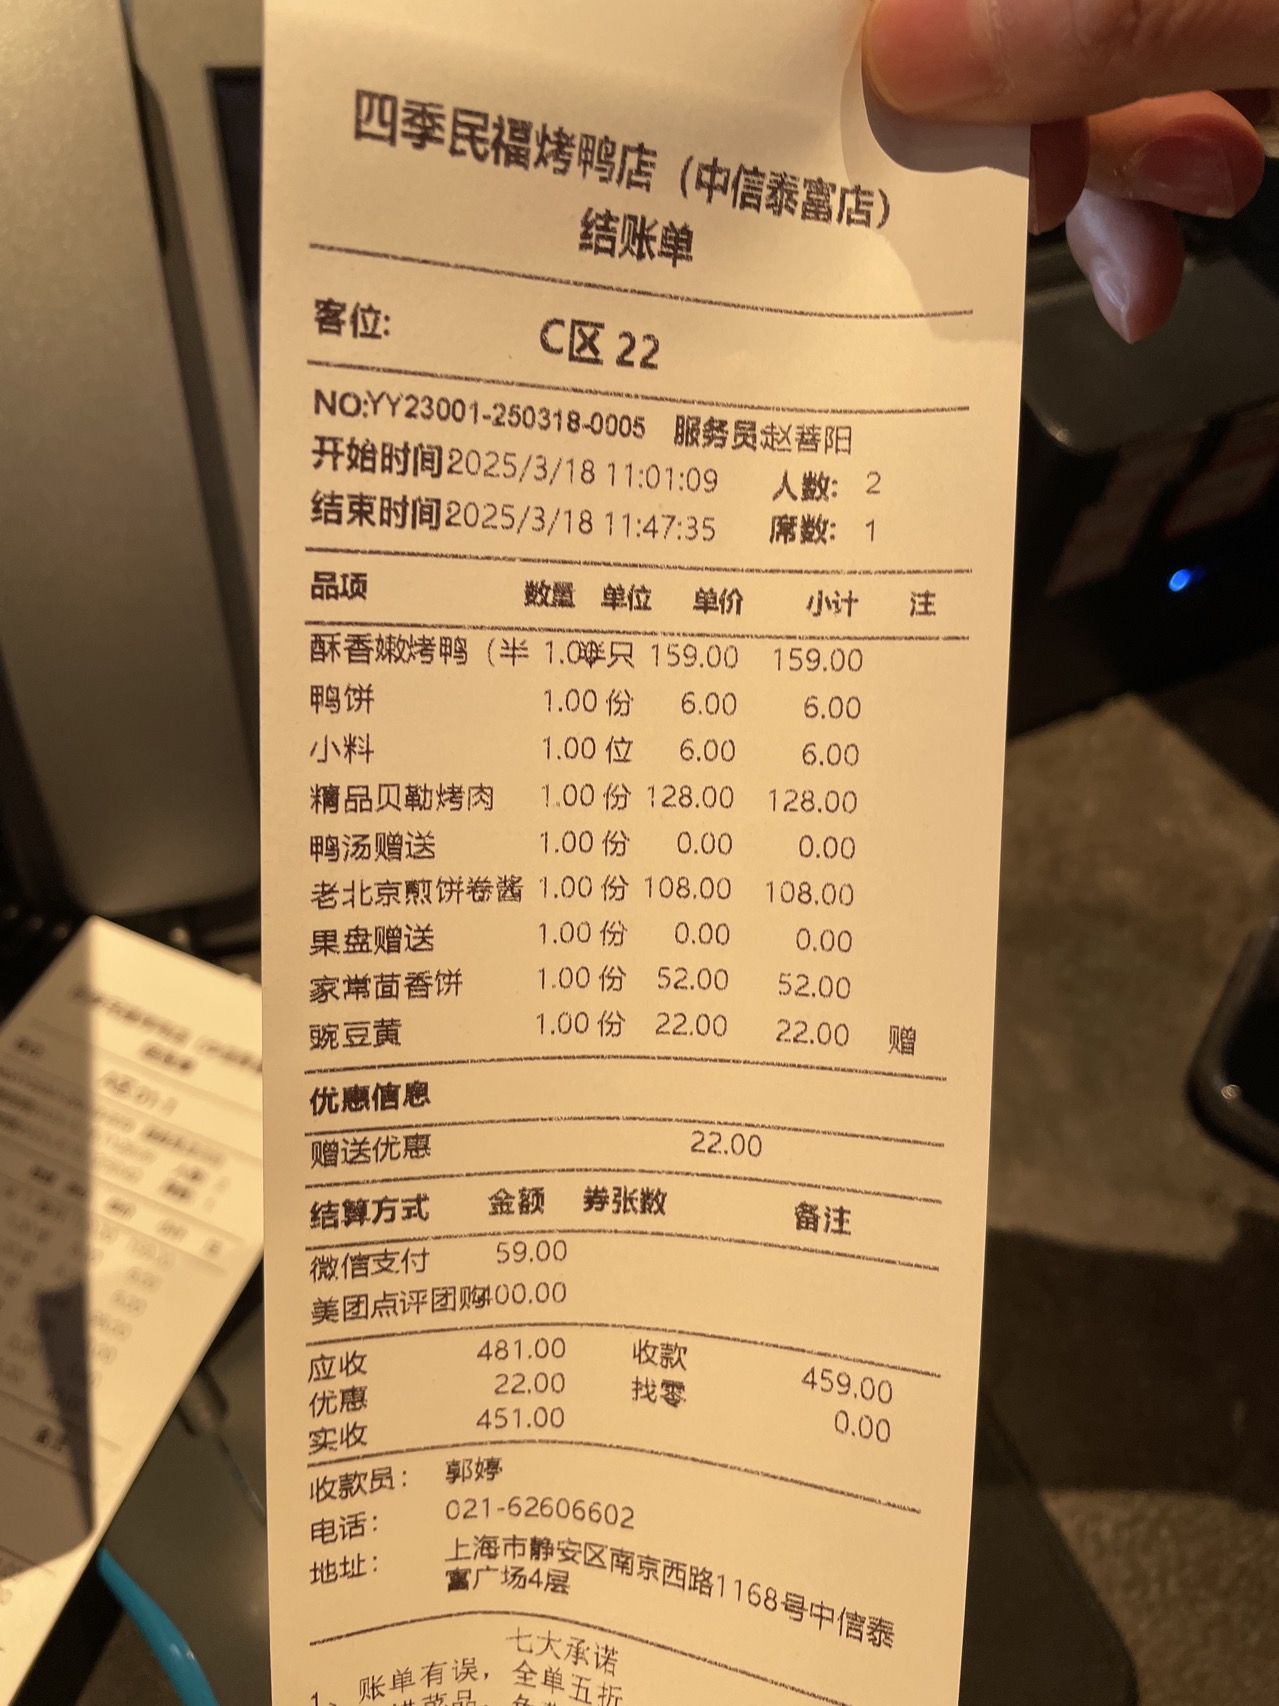 四季民福烤鸭店（中信泰富店）
结账单
客位: C区 22
NO:YY23001-250318-0005 服务员赵蕃阳
开始时间2025/3/18 11:01:09 人数: 2
结束时间2025/3/18 11:47:35 席数: 1
品项 数量 单位 单价 小计 注
酥香嫩烤鸭（半 1.00半只 159.00 159.00
鸭饼 1.00 份 6.00 6.00
小料 1.00 位 6.00 6.00
精品贝勒烤肉 1.00 份 128.00 128.00
鸭汤赠送 1.00 份 0.00 0.00
老北京煎饼卷酱 1.00 份 108.00 108.00
果盘赠送 1.00 份 0.00 0.00
家常茴香饼 1.00 份 52.00 52.00
豌豆黄 1.00 份 22.00 22.00 赠
优惠信息
赠送优惠 22.00
结算方式 金额 券张数 备注
微信支付 59.00
美团点评团购400.00
应收 481.00 收款 459.00
优惠 22.00 找零 0.00
实收 451.00
收款员: 郭婷
电话: 021-62606602
地址: 上海市静安区南京西路1168号中信泰
富广场4层
七大承诺
1、账单有误，全单五折